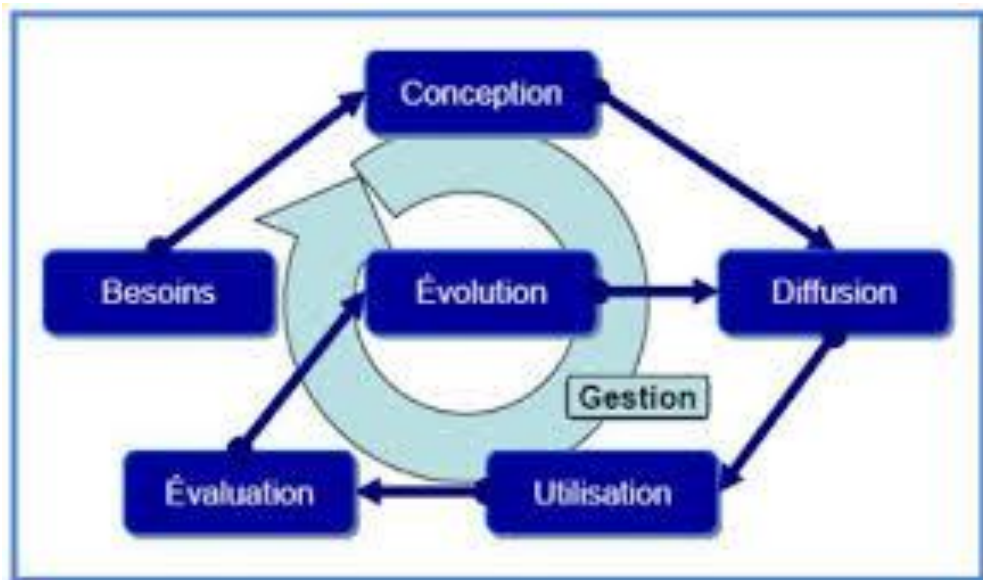 Conception
Besoins
Évolution
Diffusion
Gestion
Évaluation
Utilisation